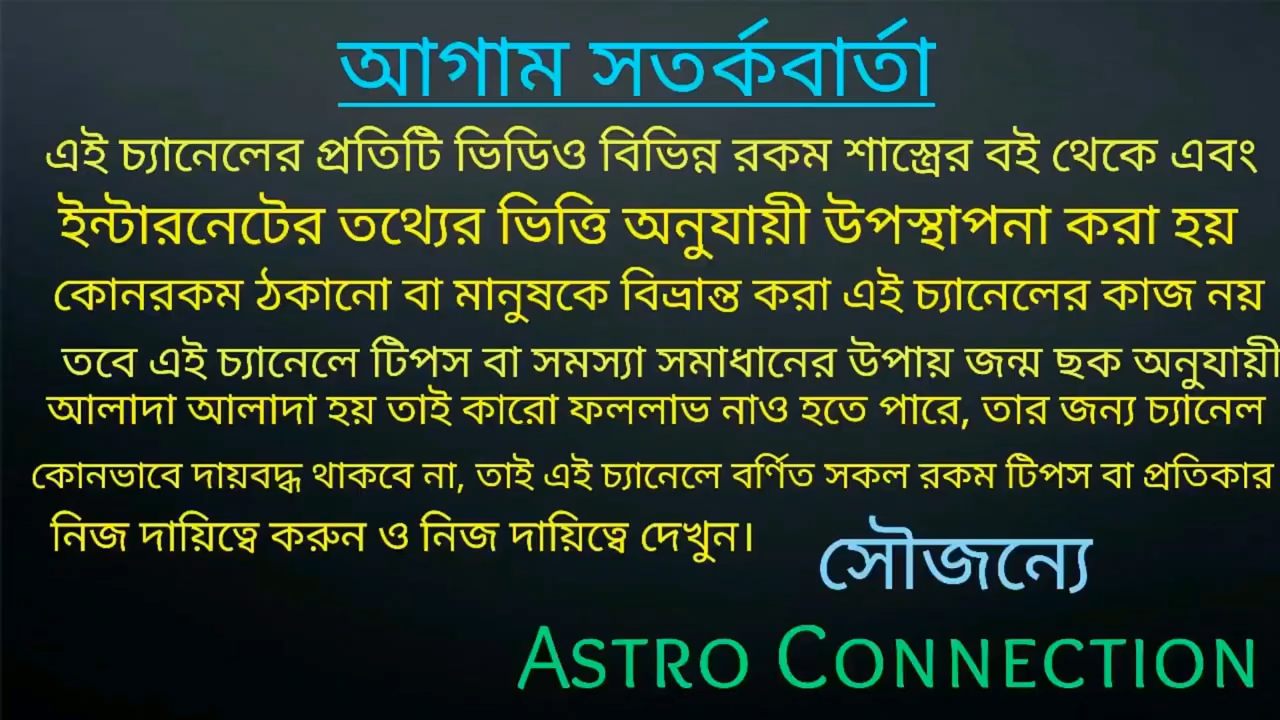 আগাম সতর্কবার্তা
এই চ্যানেলের প্রতিটি ভিডিও বিভিন্ন রকম শাস্ত্রের বই থেকে এবং
ইন্টারনেটের তথ্যের ভিত্তি অনুযায়ী উপস্থাপনা করা হয়
কোনরকম ঠকানো বা মানুষকে বিভ্রান্ত করা এই চ্যানেলের কাজ নয়
তবে এই চ্যানেলে টিপস বা সমস্যা সমাধানের উপায় জন্ম ছক অনুযায়ী
আলাদা আলাদা হয় তাই কারো ফললাভ নাও হতে পারে, তার জন্য চ্যানেল
কোনভাবে দায়বদ্ধ থাকবে না, তাই এই চ্যানেলে বর্ণিত সকল রকম টিপস বা প্রতিকার
নিজ দায়িত্বে করুন ও নিজ দায়িত্বে দেখুন।
সৌজন্যে
ASTRO CONNECTION